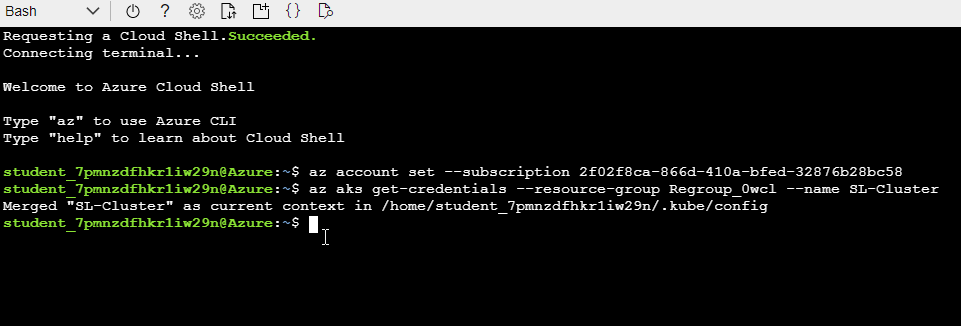 Bash
?
{}
Requesting a Cloud Shell.Succeeded.
Connecting terminal...
Welcome to Azure Cloud Shell
Type "az" to use Azure CLI
Type "help" to learn about Cloud Shell
student_7pmnzdfhkr1iw29n@Azure:~$ az account set --subscription 2f02f8ca-866d-410a-bfed-32876b28bc58
student_7pmnzdfhkr1iw29n@Azure:~$ az aks get-credentials --resource-group Regroup_0wcl --name SL-Cluster
Merged "SL-Cluster" as current context in /home/student_7pmnzdfhkr1iw29n/.kube/config
student_7pmnzdfhkr1iw29n@Azure:~$